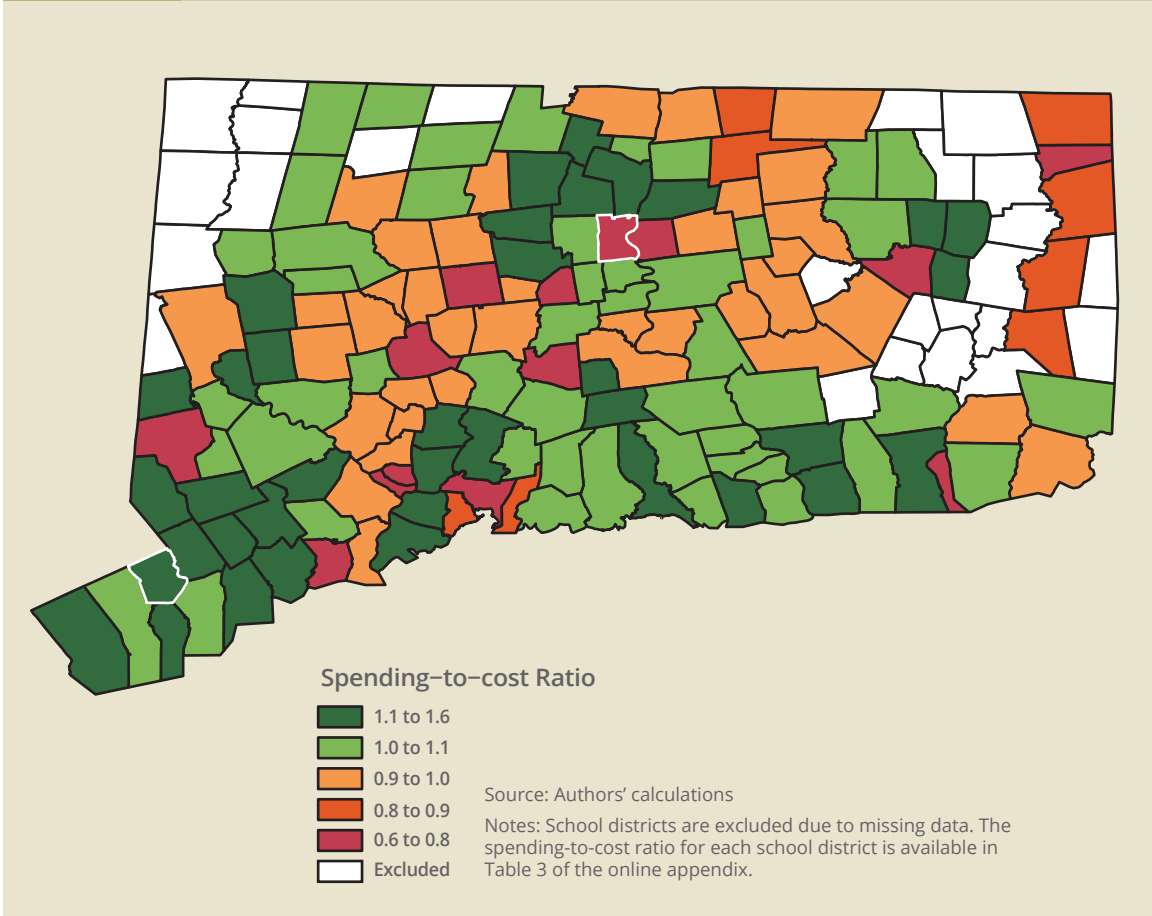 Spending−to−cost Ratio
1.1 to 1.6
1.0 to 1.1
0.9 to 1.0
0.8 to 0.9
0.6 to 0.8
Excluded
Source: Authors’ calculations
Notes: School districts are excluded due to missing data. The
spending-to-cost ratio for each school district is available in
Table 3 of the online appendix.